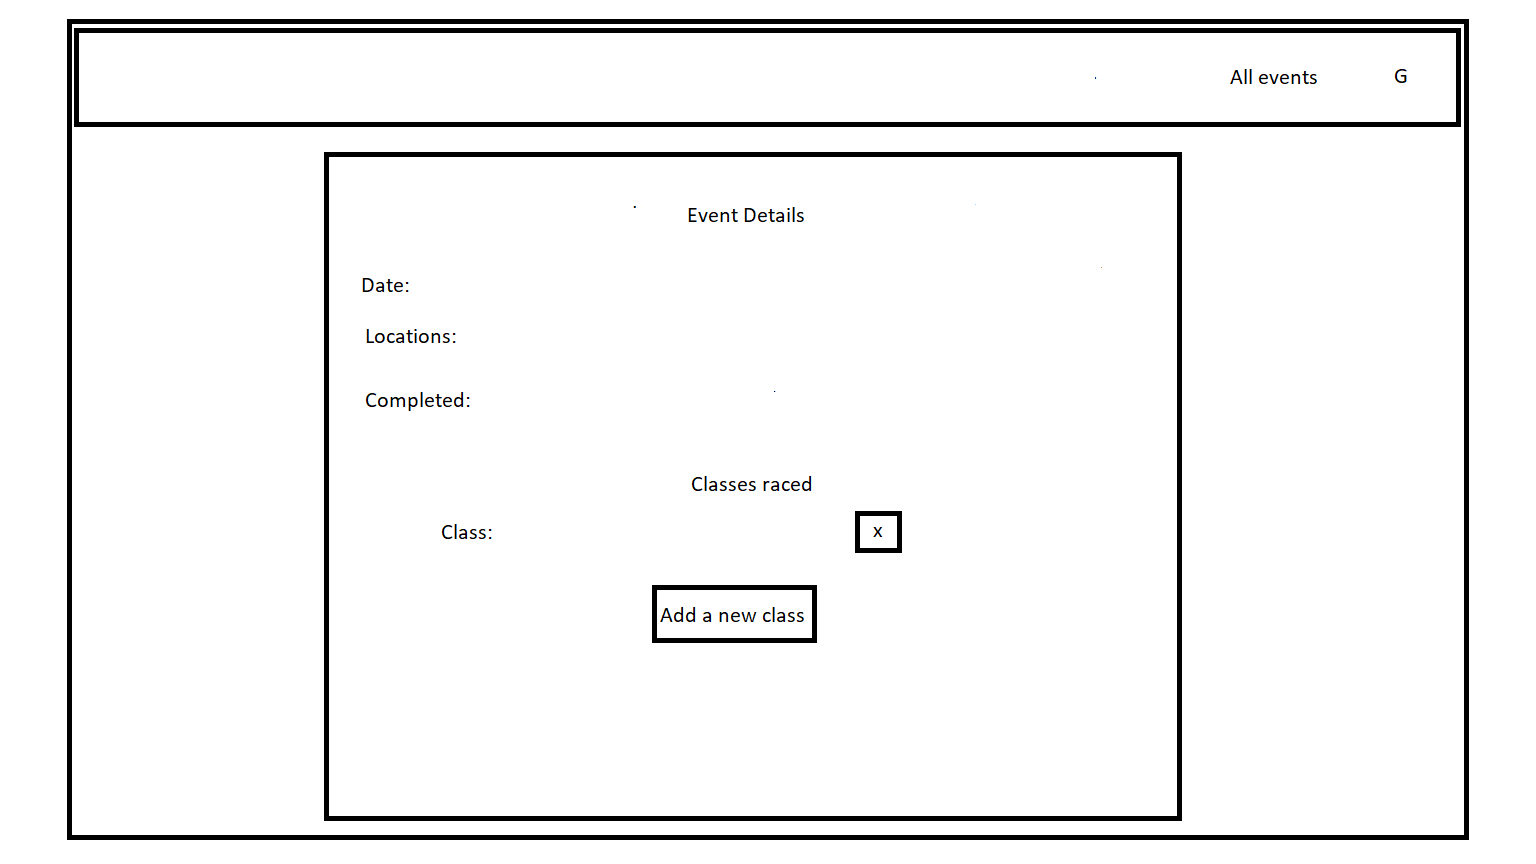 All events
G
Event Details
Date:
Locations:
Completed:
Classes raced
Class:
x
Add a new class